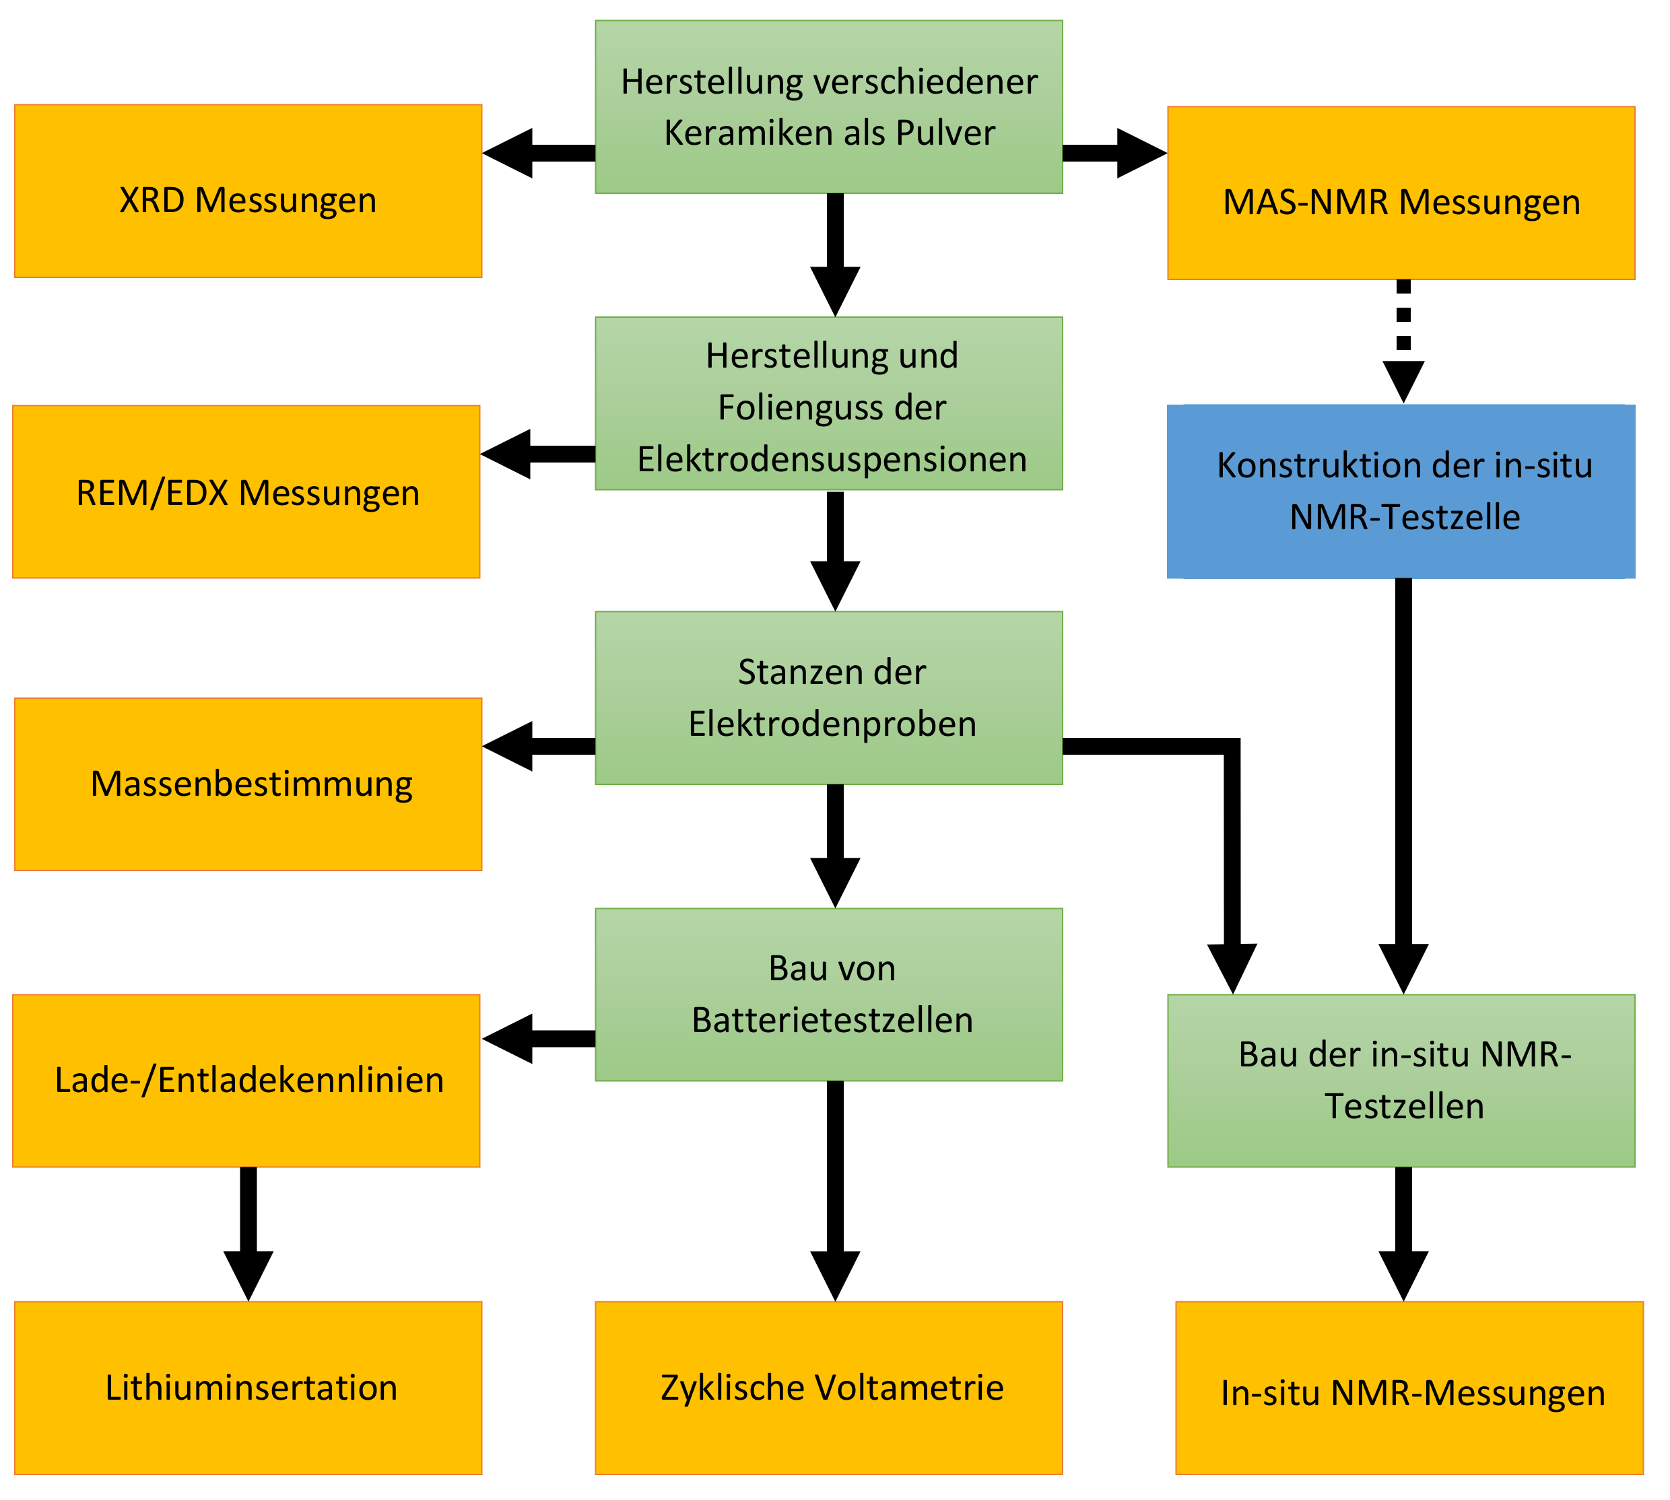 Herstellung verschiedener
Keramiken als Pulver
XRD Messungen
MAS-NMR Messungen
Herstellung und
Folienguss der
Elektrodensuspensionen
REM/EDX Messungen
Konstruktion der in-situ
NMR-Testzelle
Stanzen der
Elektrodenproben
Massenbestimmung
Bau von
Batterietestzellen
Lade-/Entladekennlinien
Bau der in-situ NMR-
Testzellen
Lithiuminsertation
Zyklische Voltametrie
In-situ NMR-Messungen